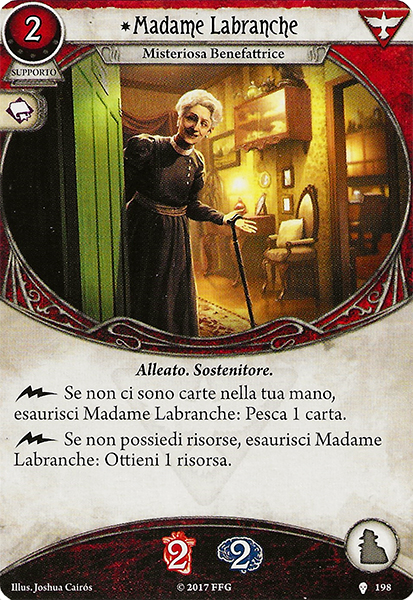 2
*Madame Labranche
Misteriosa Benefattrice
SUPPORTO
Alleato. Sostenitore.
Se non ci sono carte nella tua mano,
esaurisci Madame Labranche: Pesca 1 carta.
Se non possiedi risorse, esaurisci Madame
Labranche: Ottieni 1 risorsa.
2
2
Illus. Joshua Cairós
© 2017 FFG
198